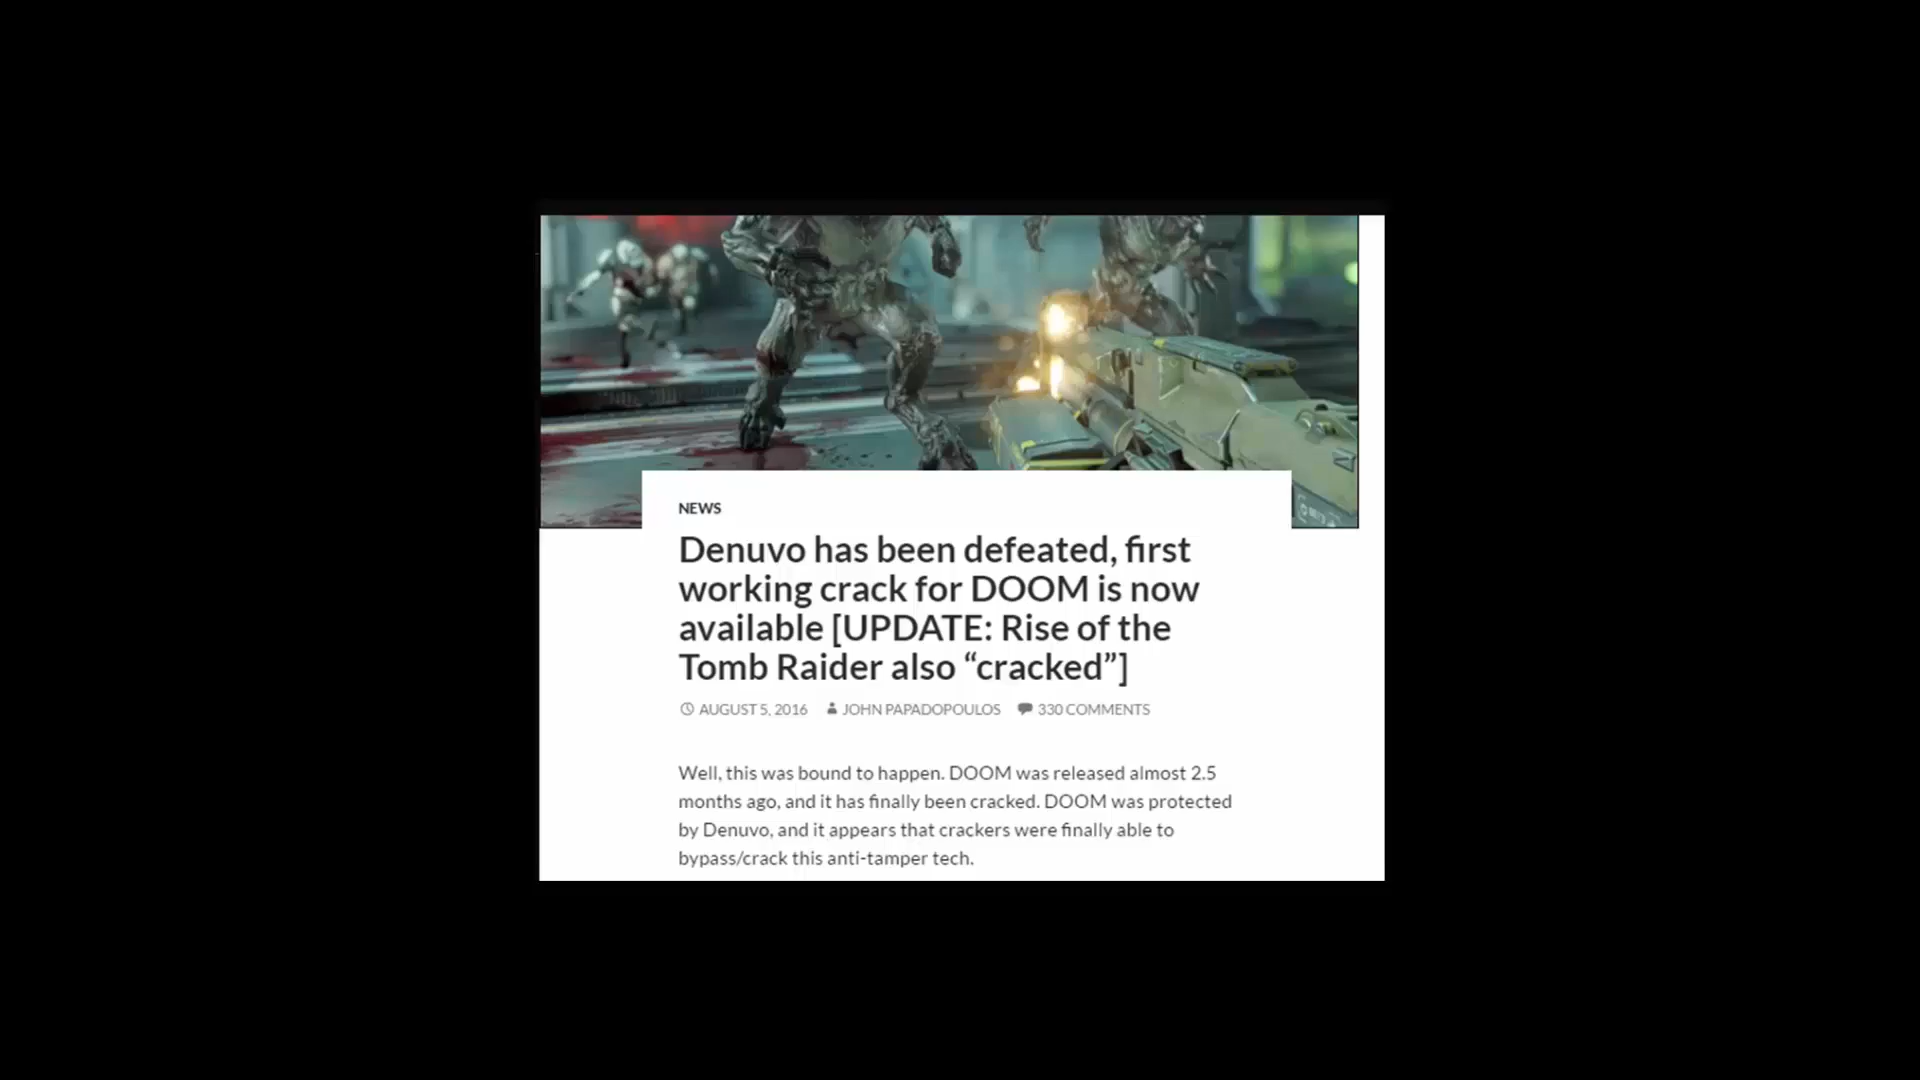 NEWS
Denuvo has been defeated, first
working crack for DOOM is now
available [UPDATE: Rise of the
Tomb Raider also “cracked”]
AUGUST 5, 2016 JOHN PAPADOPOULOS 330 COMMENTS
Well, this was bound to happen. DOOM was released almost 2.5
months ago, and it has finally been cracked. DOOM was protected
by Denuvo, and it appears that crackers were finally able to
bypass/crack this anti-tamper tech.